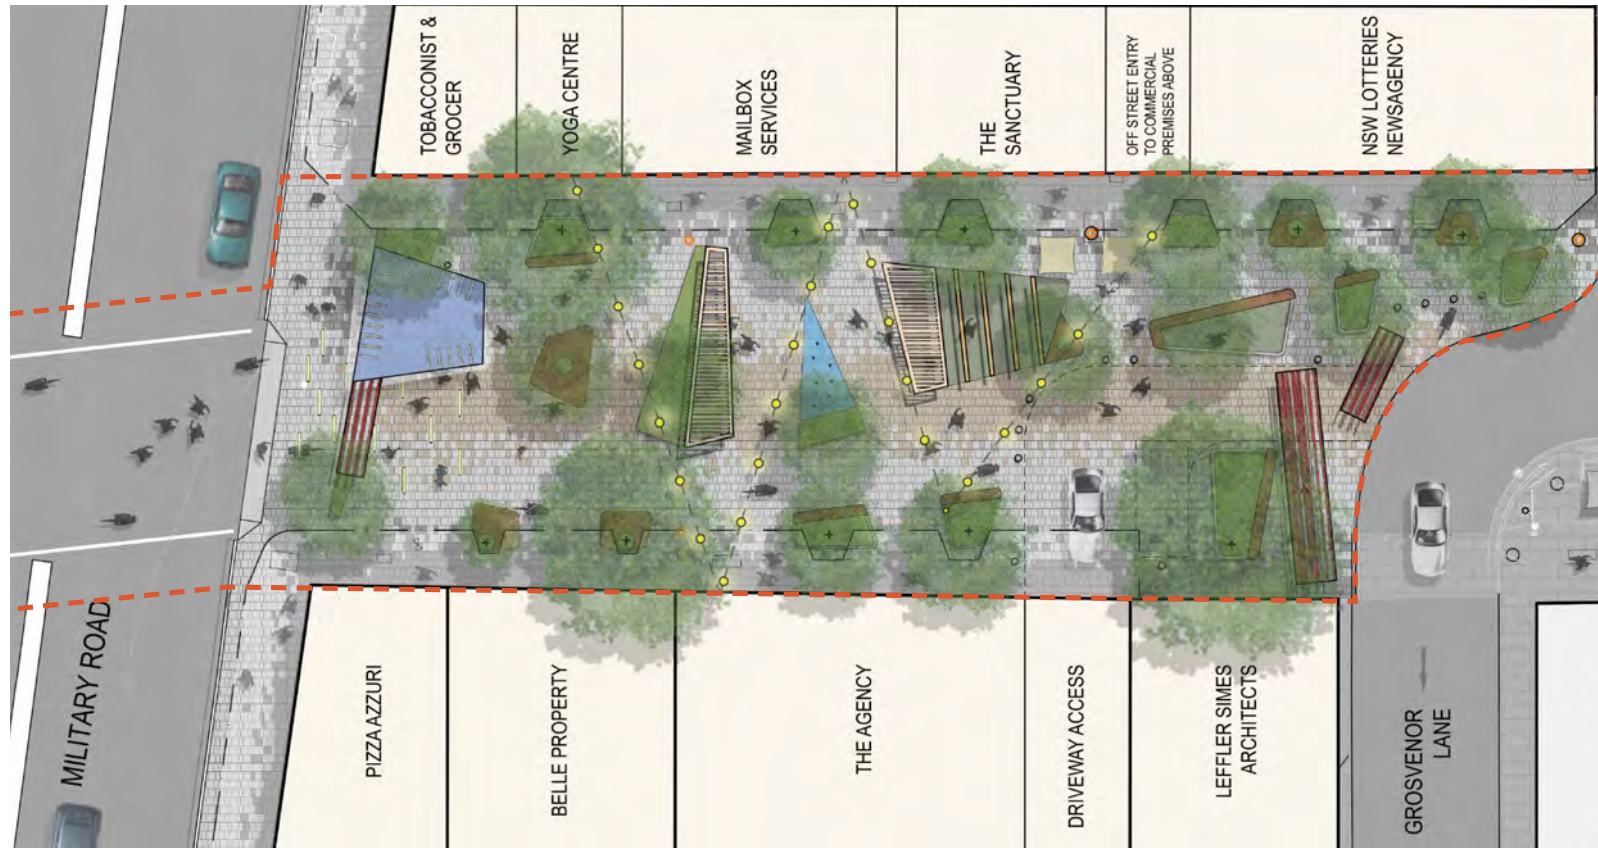 TOBACCONIST &
GROCER
YOGA CENTRE
MAILBOX
SERVICES
THE
SANCTUARY
OFF STREET ENTRY
TO COMMERCIAL
PREMISES ABOVE
NSW LOTTERIES
NEWSAGENCY
MILITARY ROAD
PIZZA AZZURI
BELLE PROPERTY
THE AGENCY
DRIVEWAY ACCESS
LEFFLER SIMES
ARCHITECTS
GROSVENOR
LANE